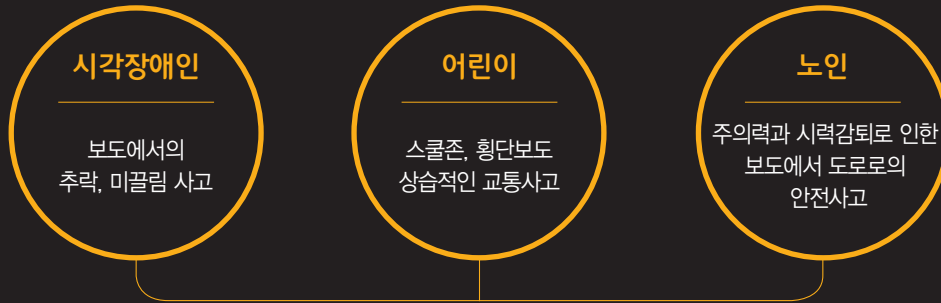 시각장애인
보도에서의
추락, 미끌림 사고
어린이
스쿨존, 횡단보도
상습적인 교통사고
노인
주의력과 시력감퇴로 인한
보도에서 도로로의
안전사고